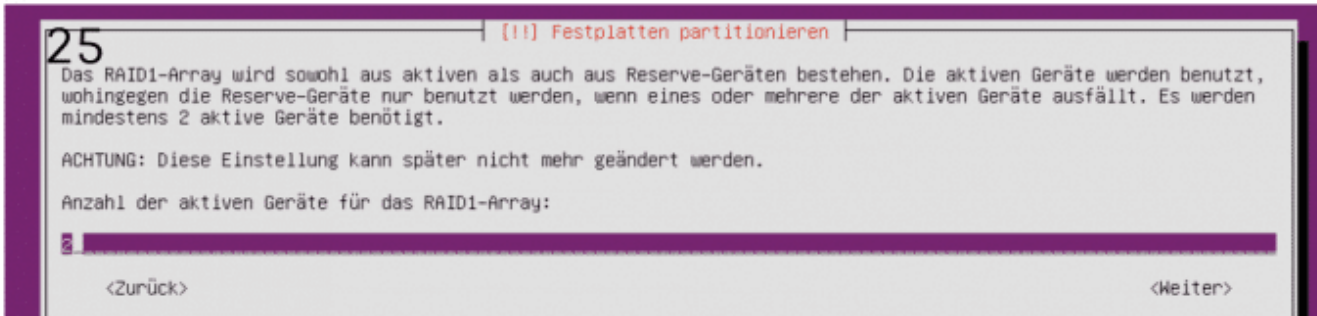 [!!] Festplatten partitionieren
25
Das RAID1-Array wird sowohl aus aktiven als auch aus Reserve-Geräten bestehen. Die aktiven Geräte werden benutzt,
wohingegen die Reserve-Geräte nur benutzt werden, wenn eines oder mehrere der aktiven Geräte ausfällt. Es werden
mindestens 2 aktive Geräte benötigt.
ACHTUNG: Diese Einstellung kann später nicht mehr geändert werden.
Anzahl der aktiven Geräte für das RAID1-Array:
2
<Zurück> <Weiter>